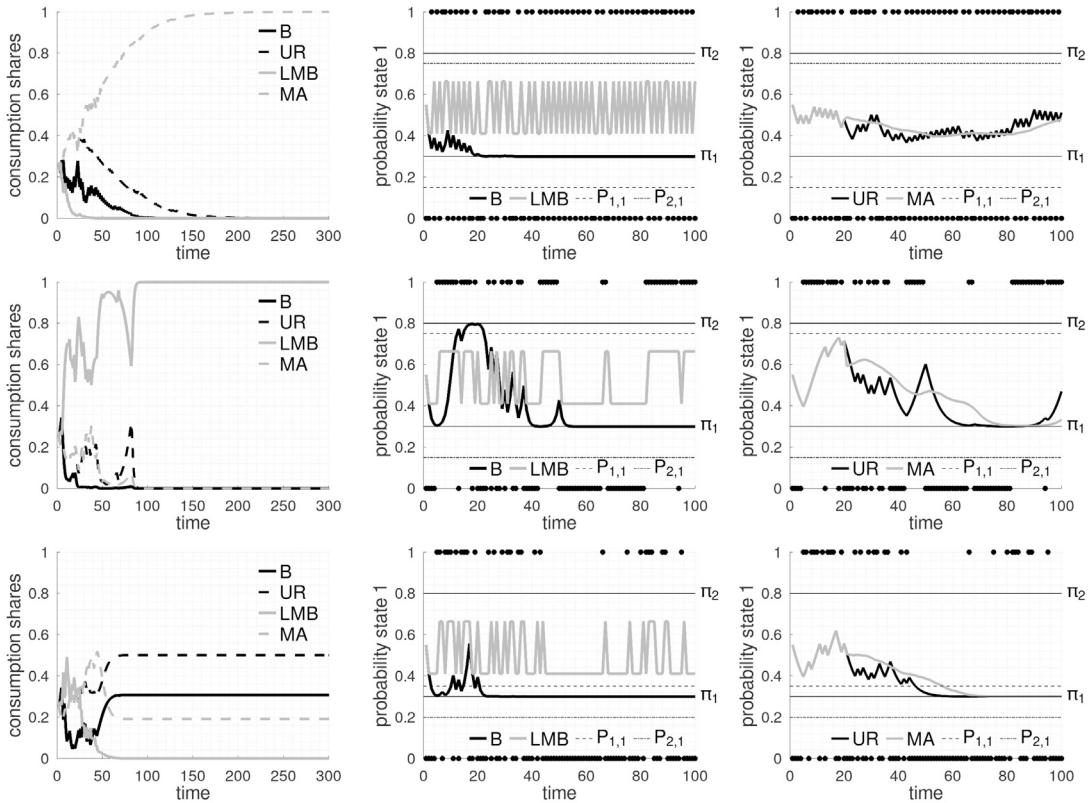 consumption shares
1
0.8
0.6
0.4
0.2
0
0 50 100 150 200 250 300
time
B
UR
LMB
MA
probability state 1
1
0.8
0.6
0.4
0.2
0
0 20 40 60 80 100
time
π2
π1
B LMB P1,1 P2,1
probability state 1
1
0.8
0.6
0.4
0.2
0
0 20 40 60 80 100
time
π2
π1
UR MA P1,1 P2,1
consumption shares
1
0.8
0.6
0.4
0.2
0
0 50 100 150 200 250 300
time
B
UR
LMB
MA
probability state 1
1
0.8
0.6
0.4
0.2
0
0 20 40 60 80 100
time
π2
π1
B LMB P1,1 P2,1
probability state 1
1
0.8
0.6
0.4
0.2
0
0 20 40 60 80 100
time
π2
π1
UR MA P1,1 P2,1
consumption shares
1
0.8
0.6
0.4
0.2
0
0 50 100 150 200 250 300
time
B
UR
LMB
MA
probability state 1
1
0.8
0.6
0.4
0.2
0
0 20 40 60 80 100
time
π2
π1
B LMB P1,1 P2,1
probability state 1
1
0.8
0.6
0.4
0.2
0
0 20 40 60 80 100
time
π2
π1
UR MA P1,1 P2,1